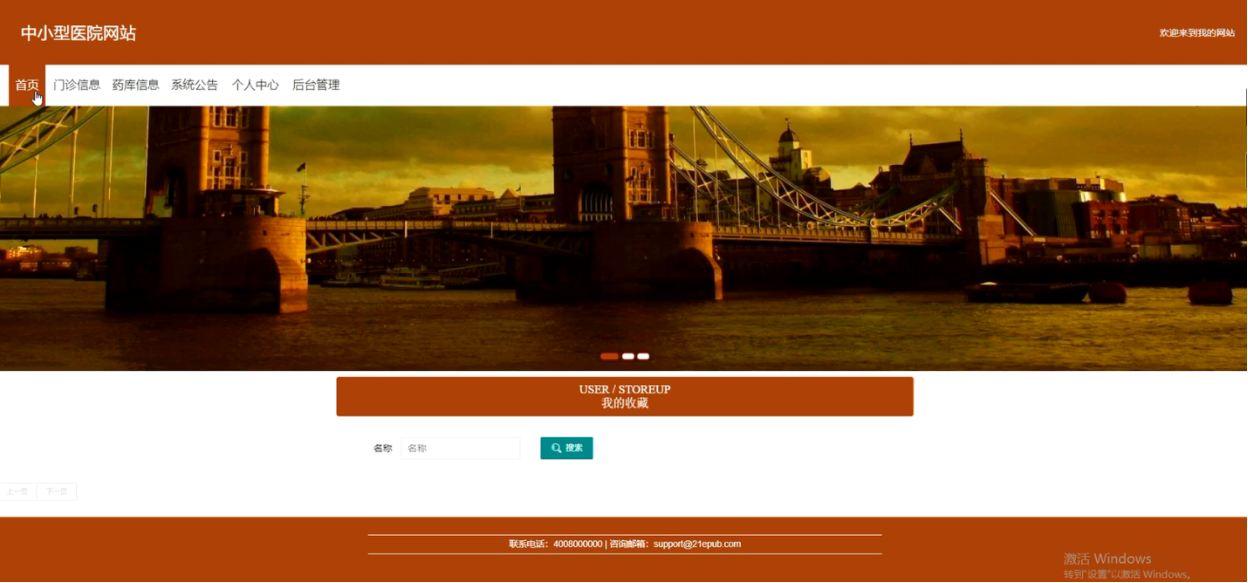 中小型医院网站
欢迎来到我的网站
首页 门诊信息 药库信息 系统公告 个人中心 后台管理
USER / STOREUP
我的收藏
名称 名称 搜索
上一页 下一页
联系电话：4008000000 | 咨询邮箱：support@21epub.com
激活 Windows
转到"设置"以激活 Windows。